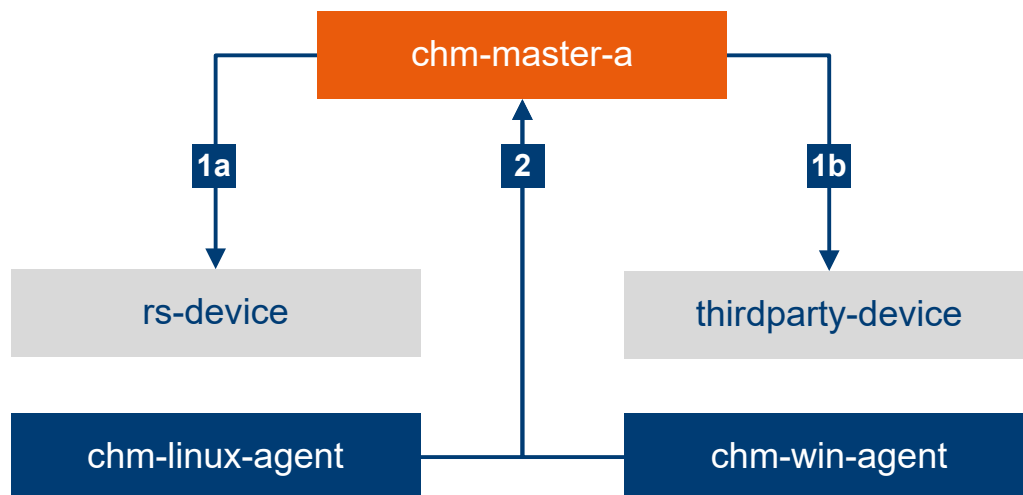 chm-master-a
1a
2
1b
rs-device
thirdparty-device
chm-linux-agent
chm-win-agent